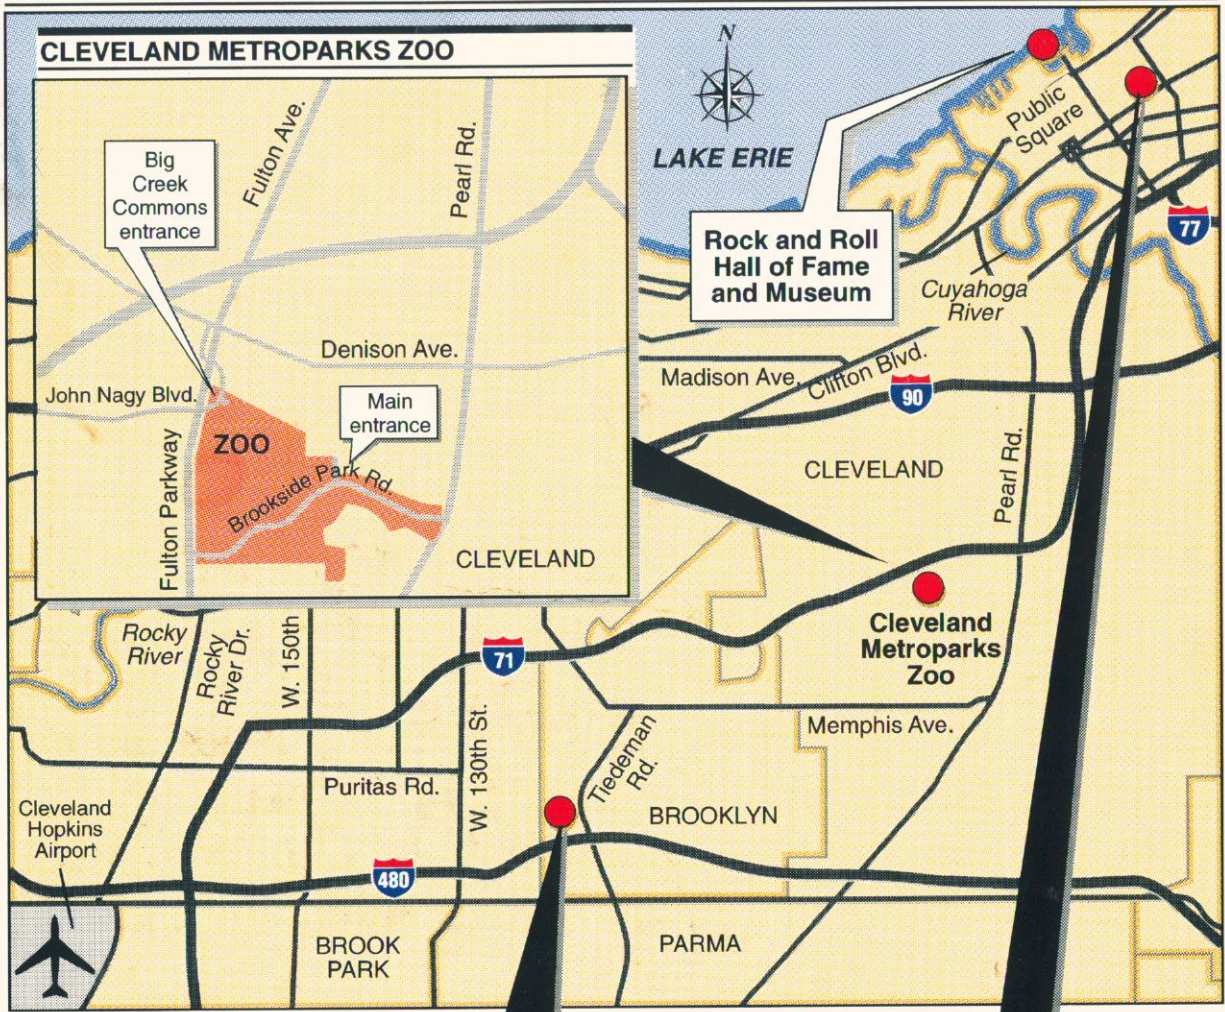 CLEVELAND METROPARKS ZOO
Big
Creek
Commons
entrance
Fulton Ave.
Pearl Rd.
Denison Ave.
John Nagy Blvd.
Main
entrance
ZOO
Brookside Park Rd.
Fulton Parkway
CLEVELAND
N
LAKE ERIE
Public
Square
Rock and Roll
Hall of Fame
and Museum
77
Cuyahoga
River
Madison Ave.
Clifton Blvd.
90
CLEVELAND
Pearl Rd.
Cleveland
Metroparks
Zoo
Rocky
River
Rocky
River Dr.
W. 150th
71
Memphis Ave.
W. 130th St.
Tiedeman
Rd.
Puritas Rd.
Cleveland
Hopkins
Airport
BROOKLYN
480
BROOK
PARK
PARMA